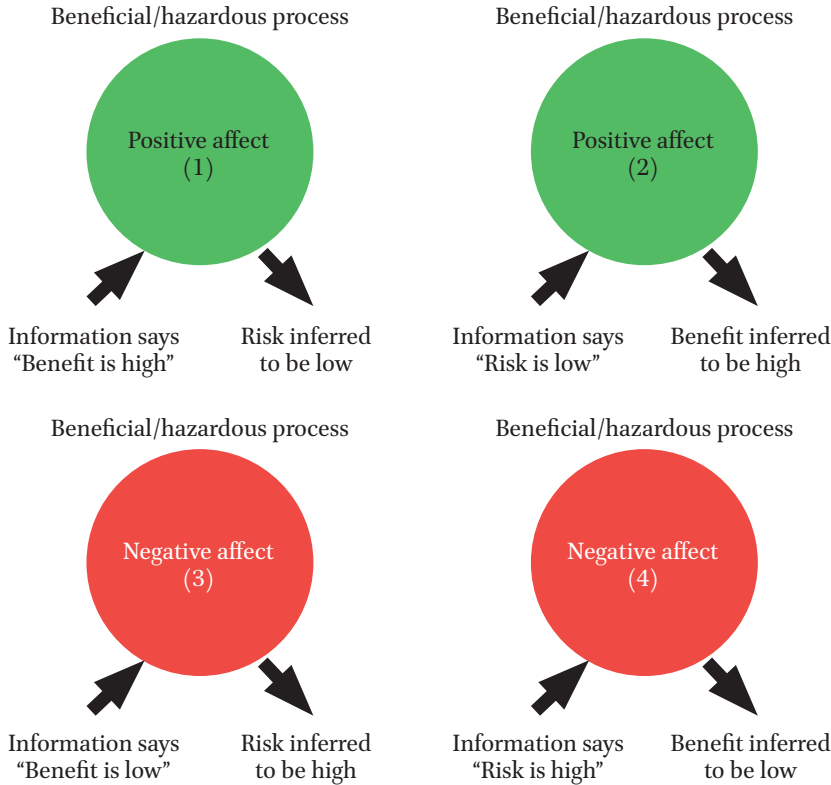 Beneficial/hazardous process
Positive affect
(1)
Information says
“Benefit is high”
Risk inferred
to be low
Beneficial/hazardous process
Positive affect
(2)
Information says
“Risk is low”
Benefit inferred
to be high
Beneficial/hazardous process
Negative affect
(3)
Information says
“Benefit is low”
Risk inferred
to be high
Beneficial/hazardous process
Negative affect
(4)
Information says
“Risk is high”
Benefit inferred
to be low